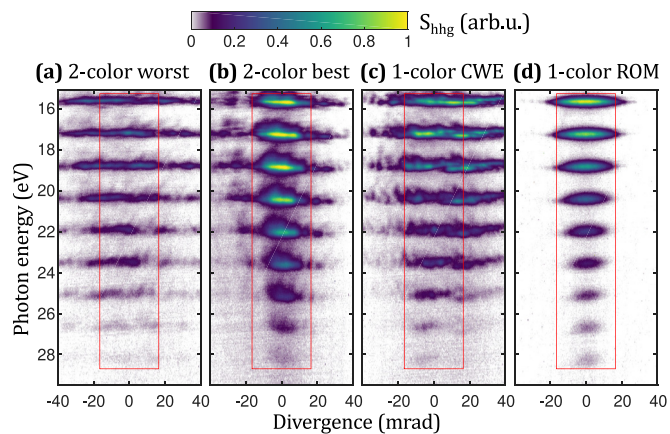 0 0.2 0.4 0.6 0.8 1
S_hhg (arb.u.)
(a) 2-color worst (b) 2-color best (c) 1-color CWE (d) 1-color ROM
Photon energy (eV)
16
18
20
22
24
26
28
-40 -20 0 20 40 -20 0 20 40 -20 0 20 40 -20 0 20 40
Divergence (mrad)